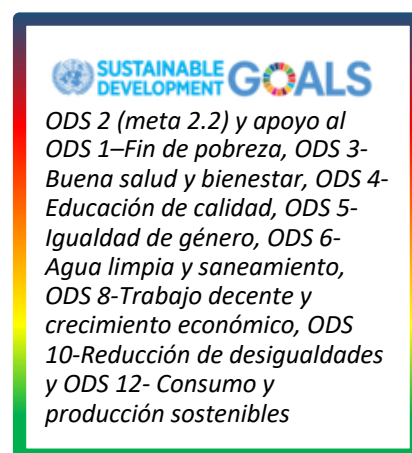 SUSTAINABLE
DEVELOPMENT GOALS
ODS 2 (meta 2.2) y apoyo al
ODS 1–Fin de pobreza, ODS 3-
Buena salud y bienestar, ODS 4-
Educación de calidad, ODS 5-
Igualdad de género, ODS 6-
Agua limpia y saneamiento,
ODS 8-Trabajo decente y
crecimiento económico, ODS
10-Reducción de desigualdades
y ODS 12- Consumo y
producción sostenibles